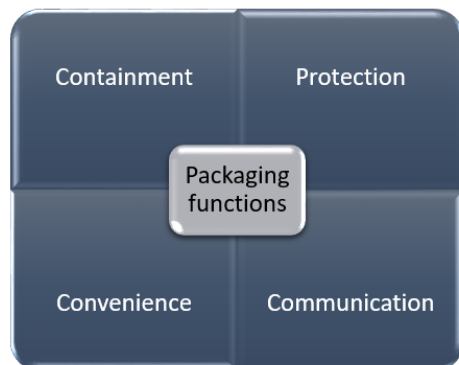 Containment
Protection
Packaging
functions
Convenience
Communication